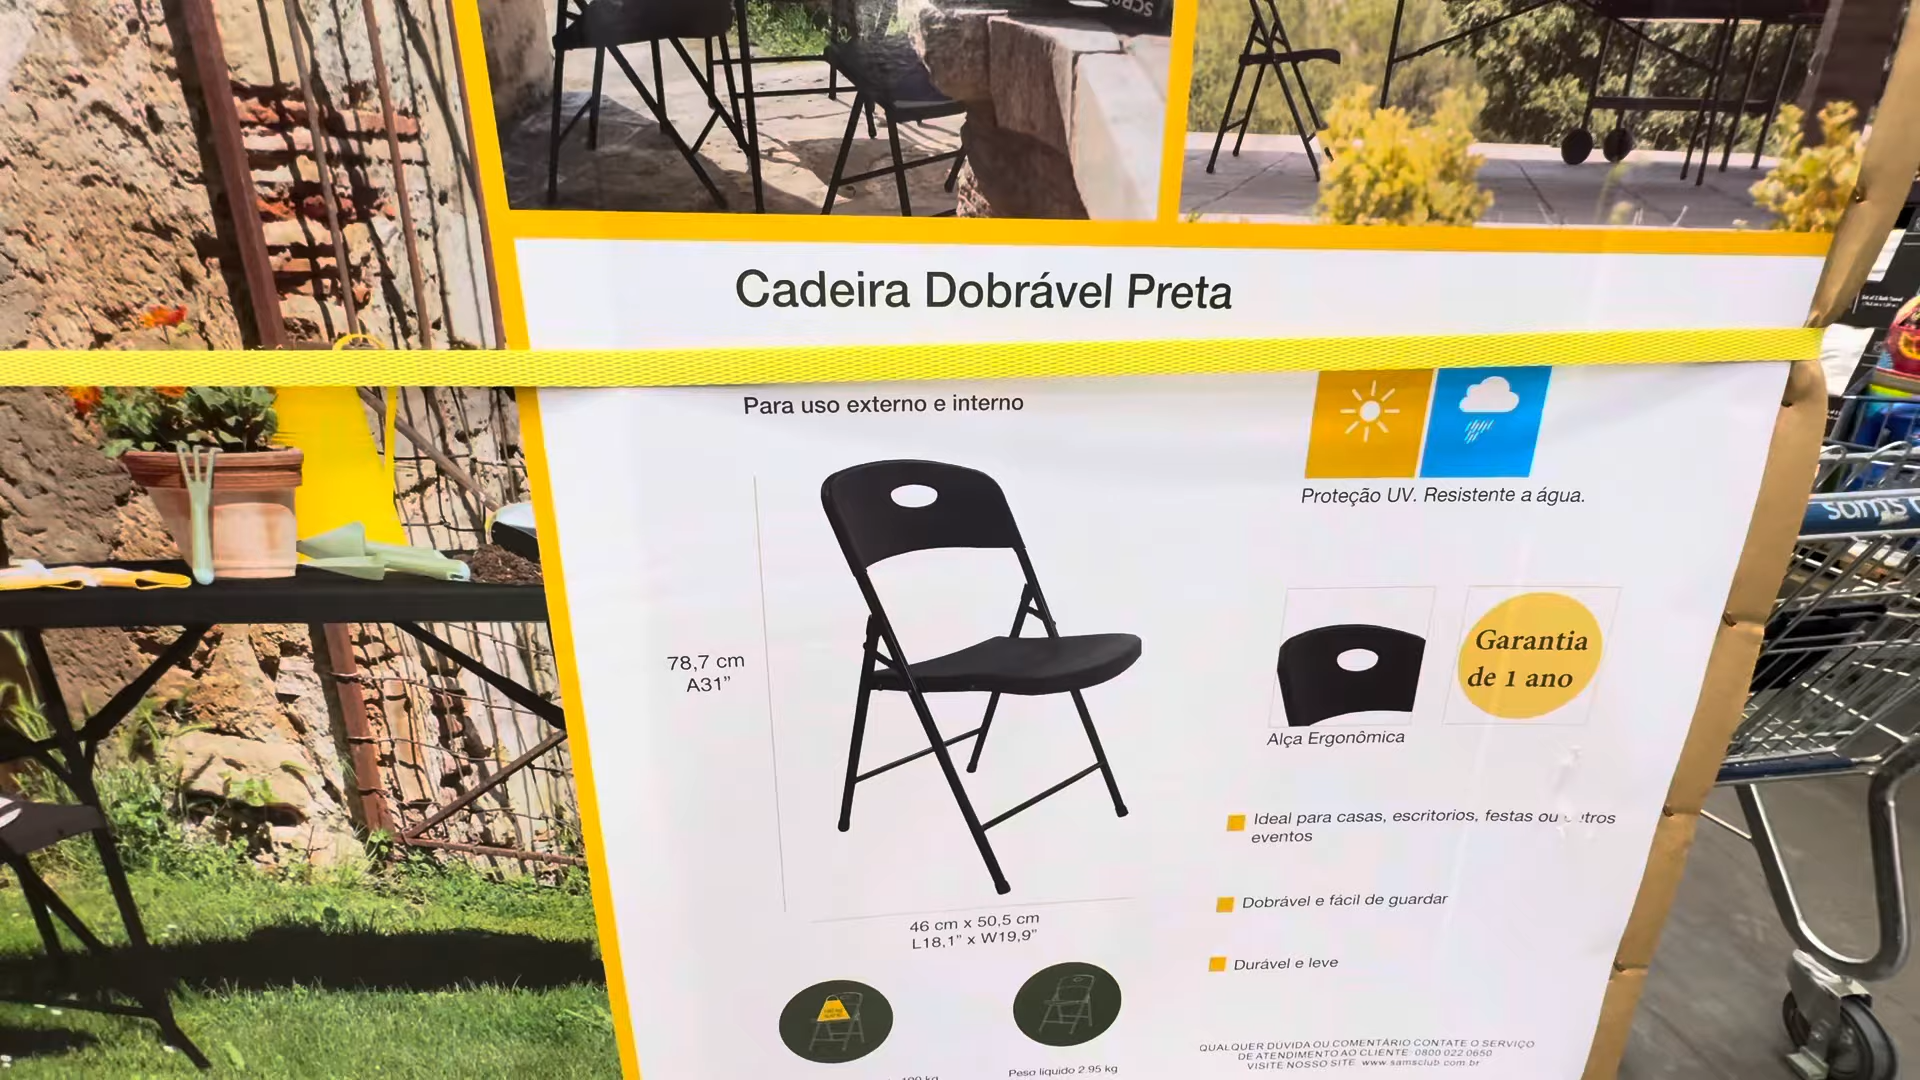 Cadeira Dobrável Preta
Para uso externo e interno
Proteção UV. Resistente a água.
78,7 cm
A31”
Garantia
de 1 ano
Alça Ergonômica
Ideal para casas, escritorios, festas ou
eventos
Dobrável e fácil de guardar
46 cm x 50,5 cm
L18,1” x W19,9”
Durável e leve
QUALQUER DUVIDA OU COMENTÁRIO CONTATE O SERVIÇO
DE ATENDIMENTO AO CLIENTE: 0800 022 0650
VISITE NOSSO SITE: www.samsclub.com.br
Peso líquido 2.95 kg